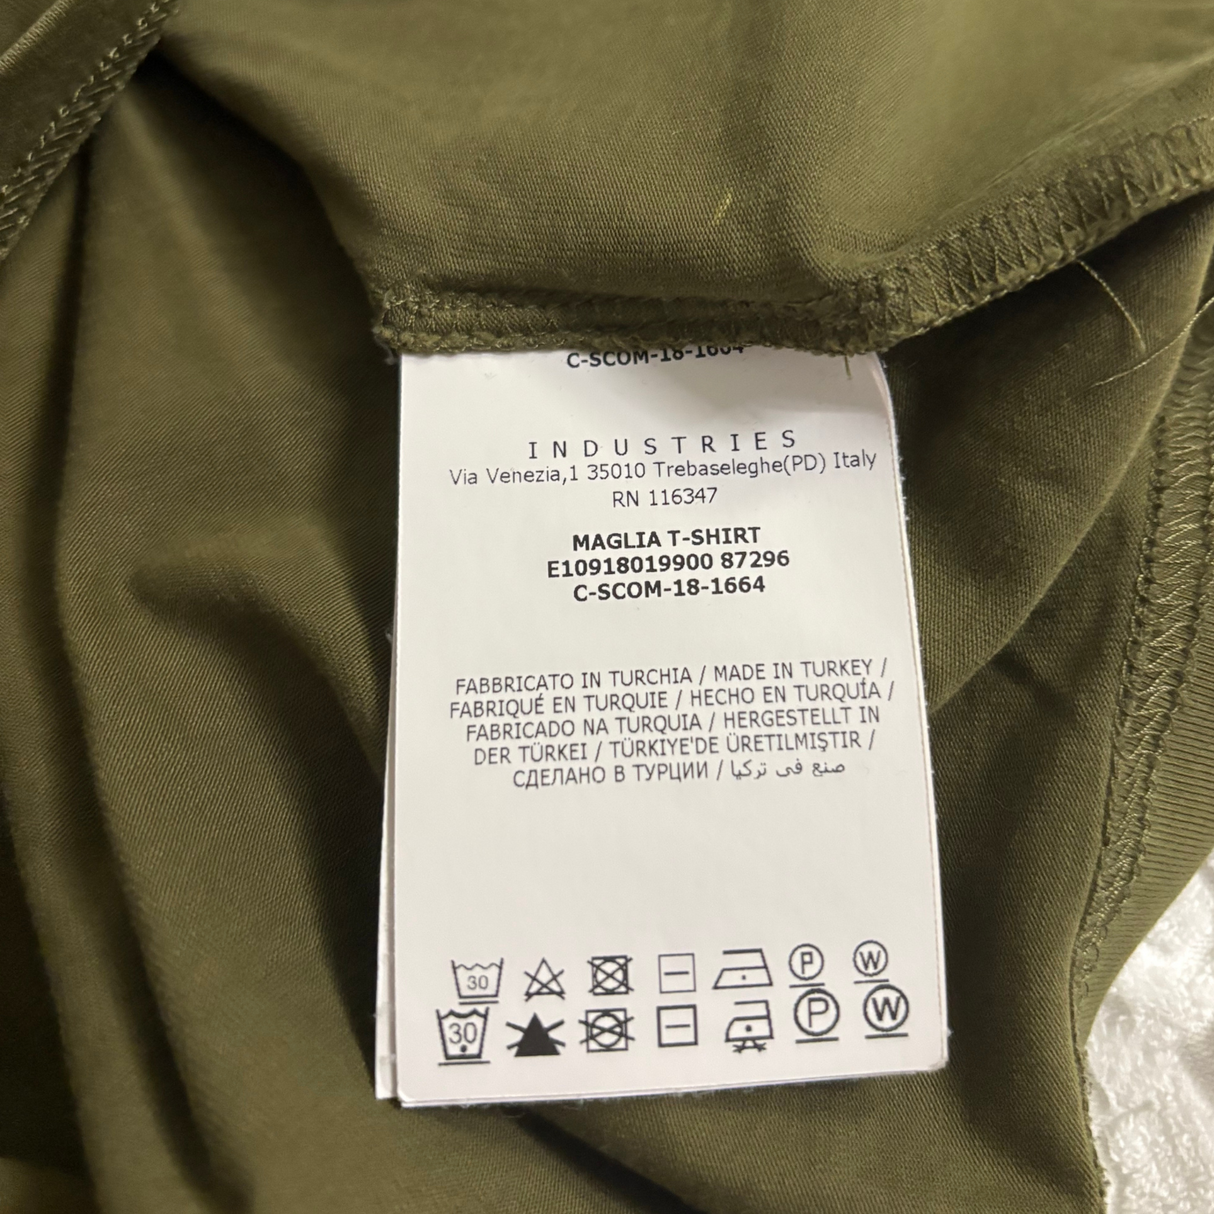 C-SCOM-18-1664
INDUSTRIES
Via Venezia,1 35010 Trebaseleghe(PD) Italy
RN 116347
MAGLIA T-SHIRT
E10918019900 87296
C-SCOM-18-1664
FABBRICATO IN TURCHIA / MADE IN TURKEY /
FABRIQUÉ EN TURQUIE / HECHO EN TURQUÍA /
FABRICADO NA TURQUIA / HERGESTELLT IN
DER TÜRKEI / TÜRKIYE'DE ÜRETILMIŞTIR /
СДЕЛАНО В ТУРЦИИ / صنع في تركيا
30 P W
30 P W